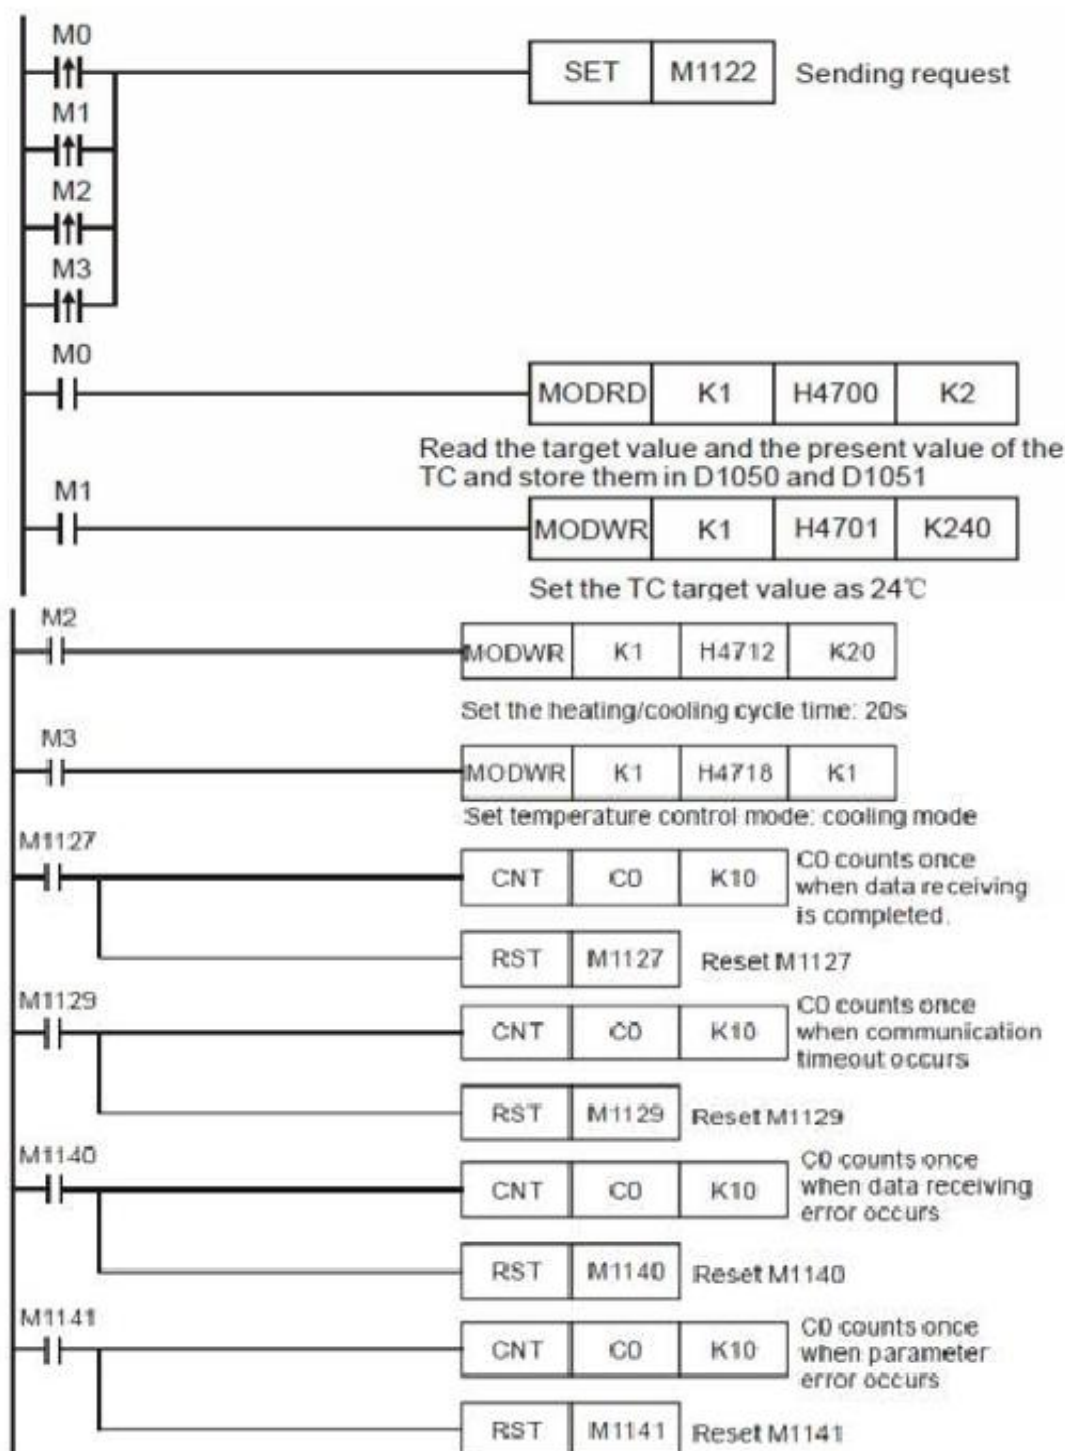 M0
SET M1122 Sending request
M1
M2
M3
M0
MODRD K1 H4700 K2
Read the target value and the present value of the
TC and store them in D1050 and D1051
M1
MODWR K1 H4701 K240
Set the TC target value as 24℃
M2
MODWR K1 H4712 K20
Set the heating/cooling cycle time: 20s
M3
MODWR K1 H4718 K1
Set temperature control mode: cooling mode
M1127
CNT C0 K10
C0 counts once
when data receiving
is completed.
RST M1127 Reset M1127
M1129
CNT C0 K10
C0 counts once
when communication
timeout occurs
RST M1129 Reset M1129
M1140
CNT C0 K10
C0 counts once
when data receiving
error occurs
RST M1140 Reset M1140
M1141
CNT C0 K10
C0 counts once
when parameter
error occurs
RST M1141 Reset M1141